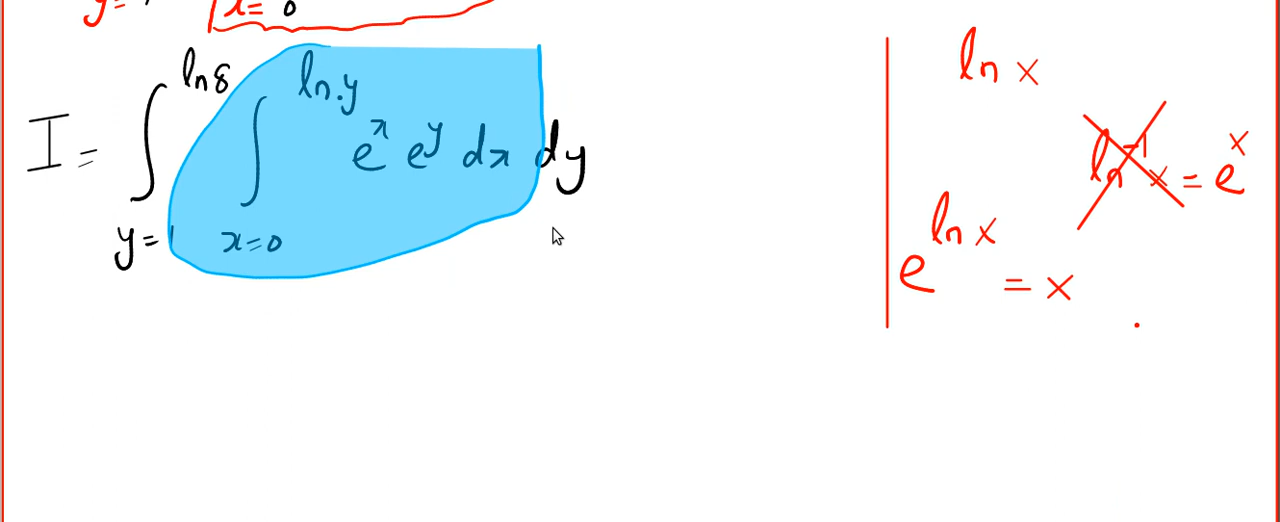 x= 0
I = ∫_{y=1}^{ln 8} ∫_{x=0}^{ln y} e^x e^y dx dy
ln x
ln^{-1} x = e^x
e^{ln x} = x